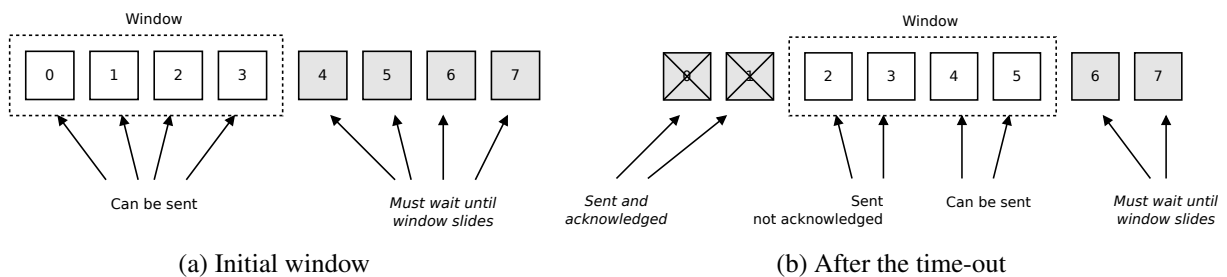 Window
0 1 2 3 4 5 6 7
Can be sent
Must wait until
window slides
(a) Initial window
Window
0 1 2 3 4 5 6 7
Sent and
acknowledged
Sent
not acknowledged
Can be sent
Must wait until
window slides
(b) After the time-out